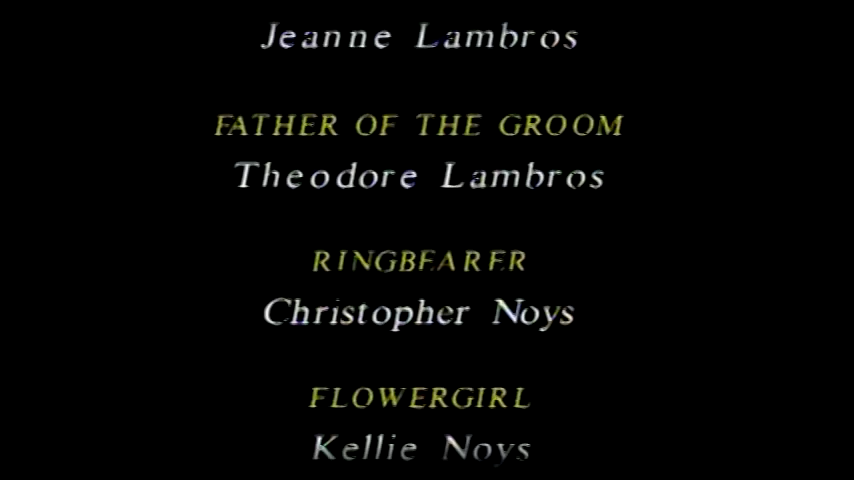 Jeanne Lambros
FATHER OF THE GROOM
Theodore Lambros
RINGBEARER
Christopher Noys
FLOWERGIRL
Kellie Noys